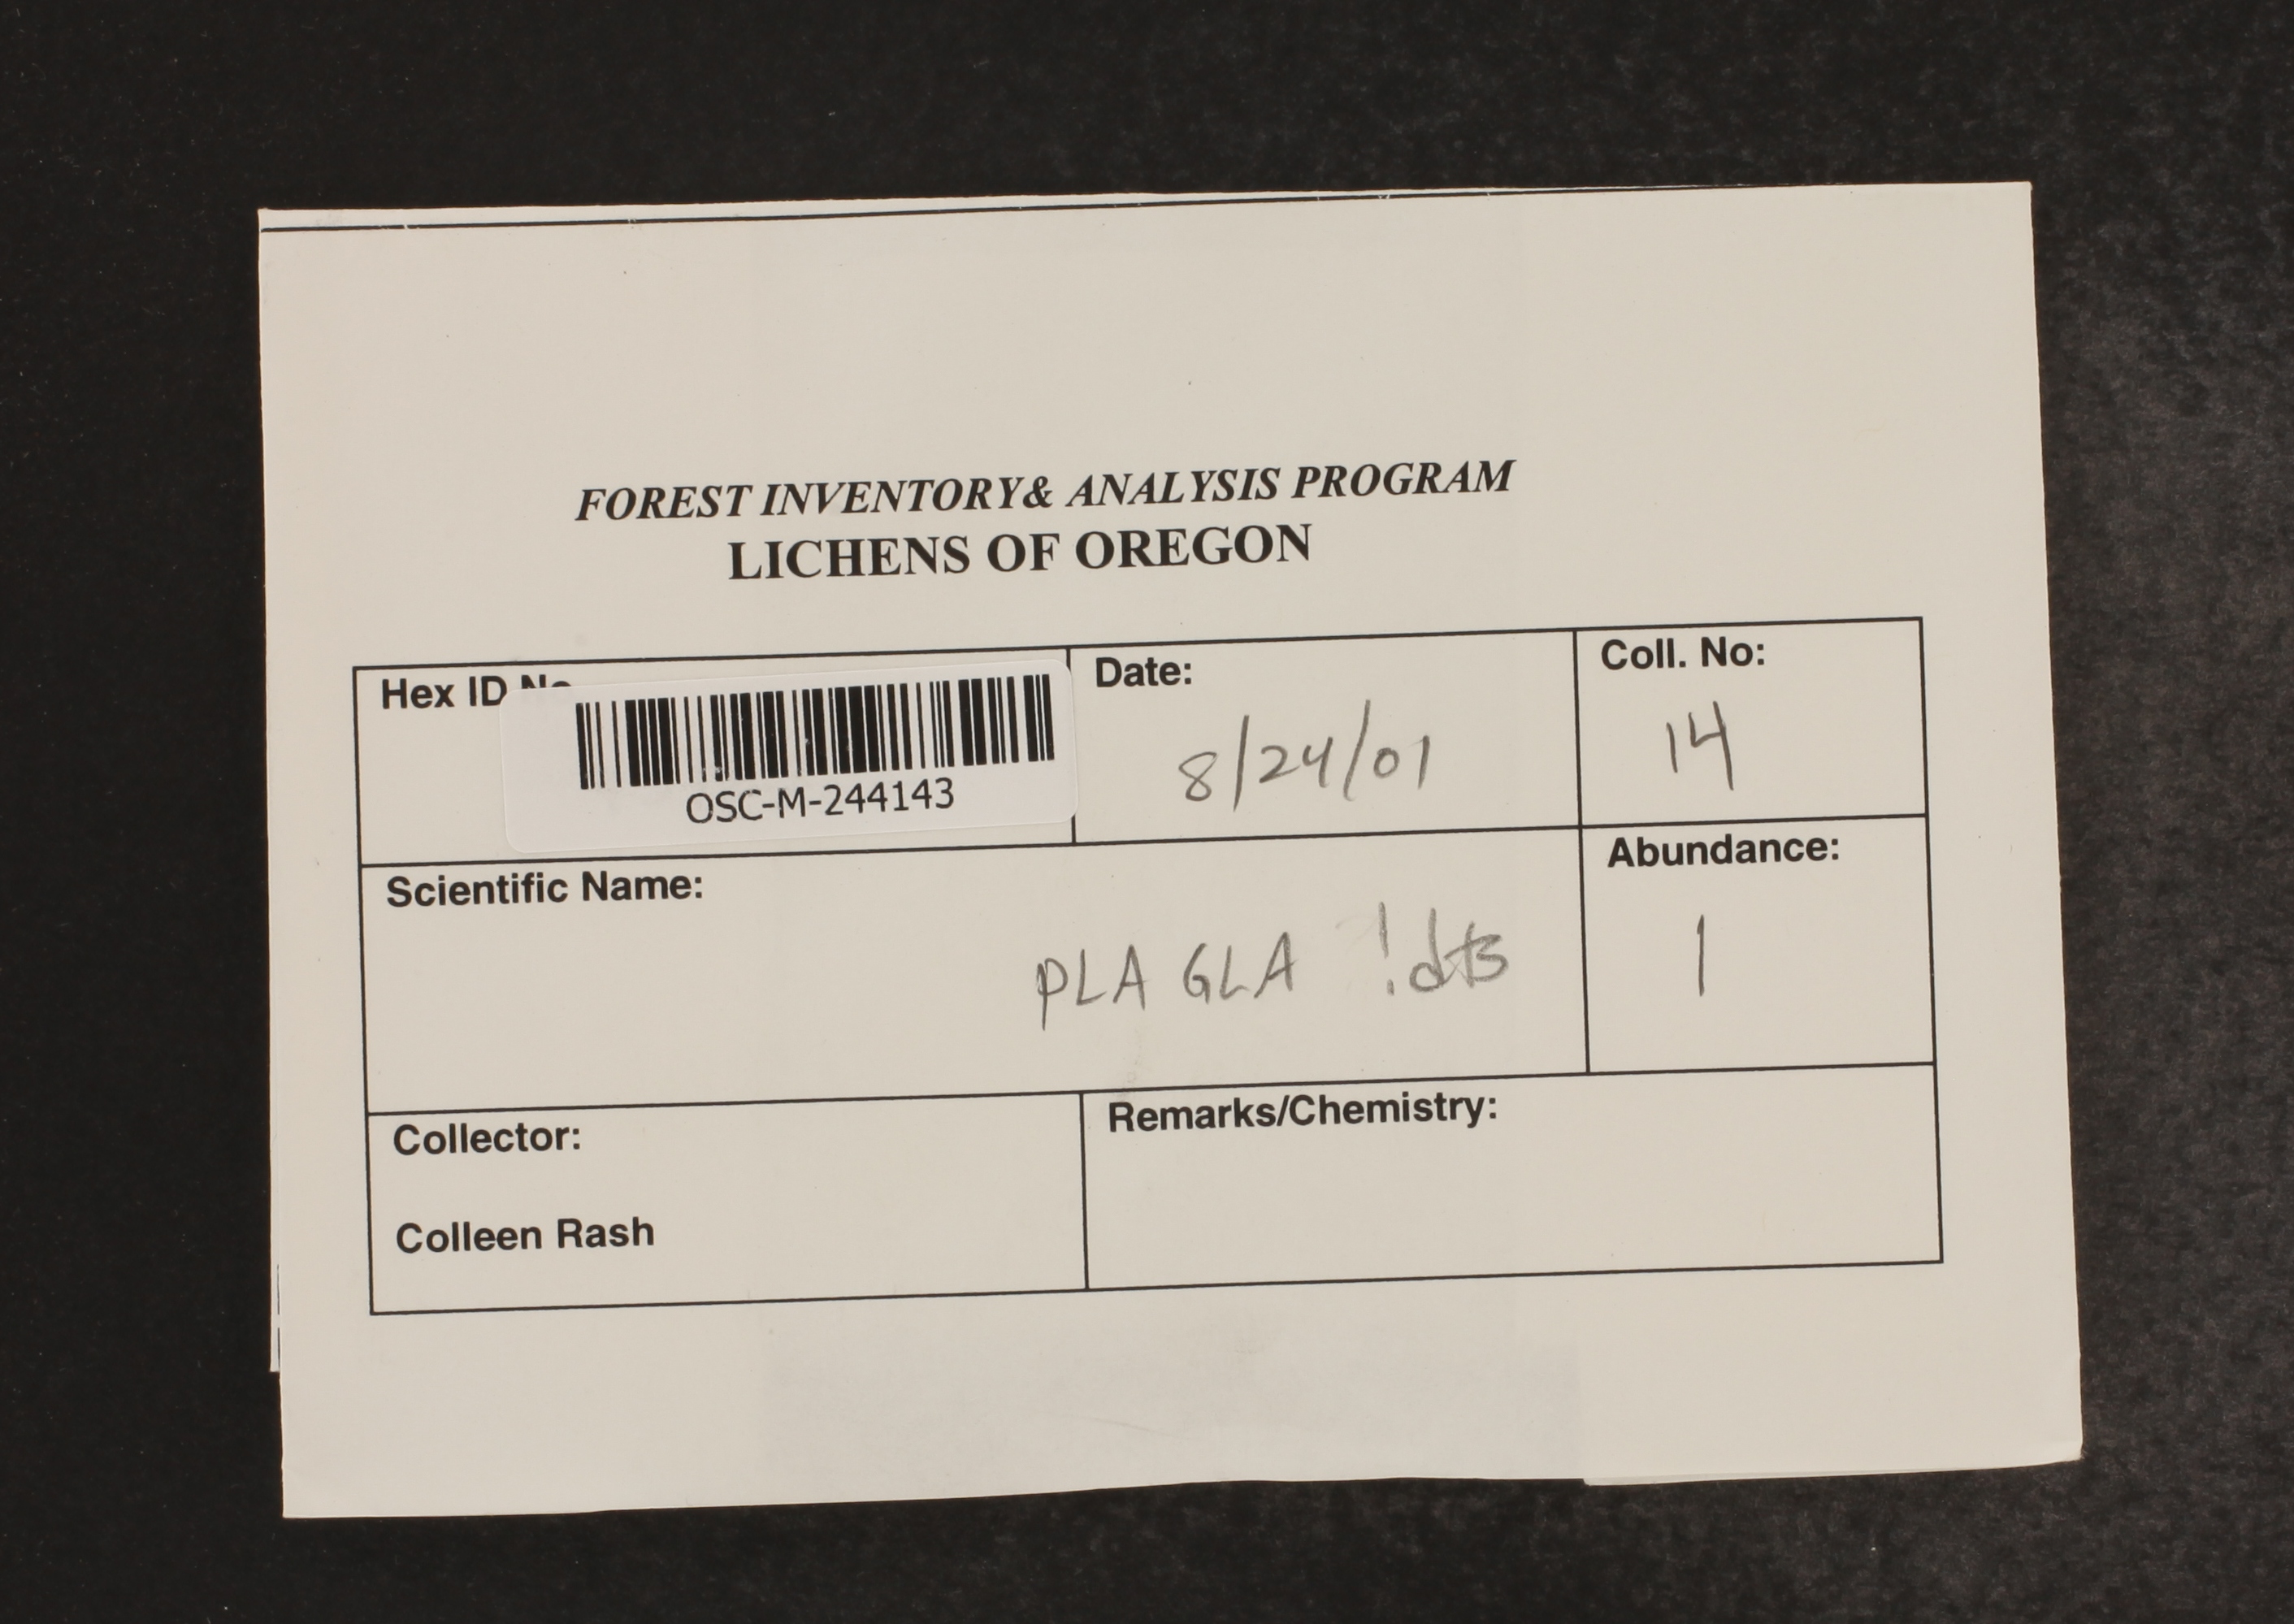 FOREST INVENTORY& ANALYSIS PROGRAM
LICHENS OF OREGON
Hex ID No
OSC-M-244143
Date:
8/24/01
Coll. No:
14
Scientific Name:
PLA GLA !dts
Abundance:
1
Collector:
Colleen Rash
Remarks/Chemistry: